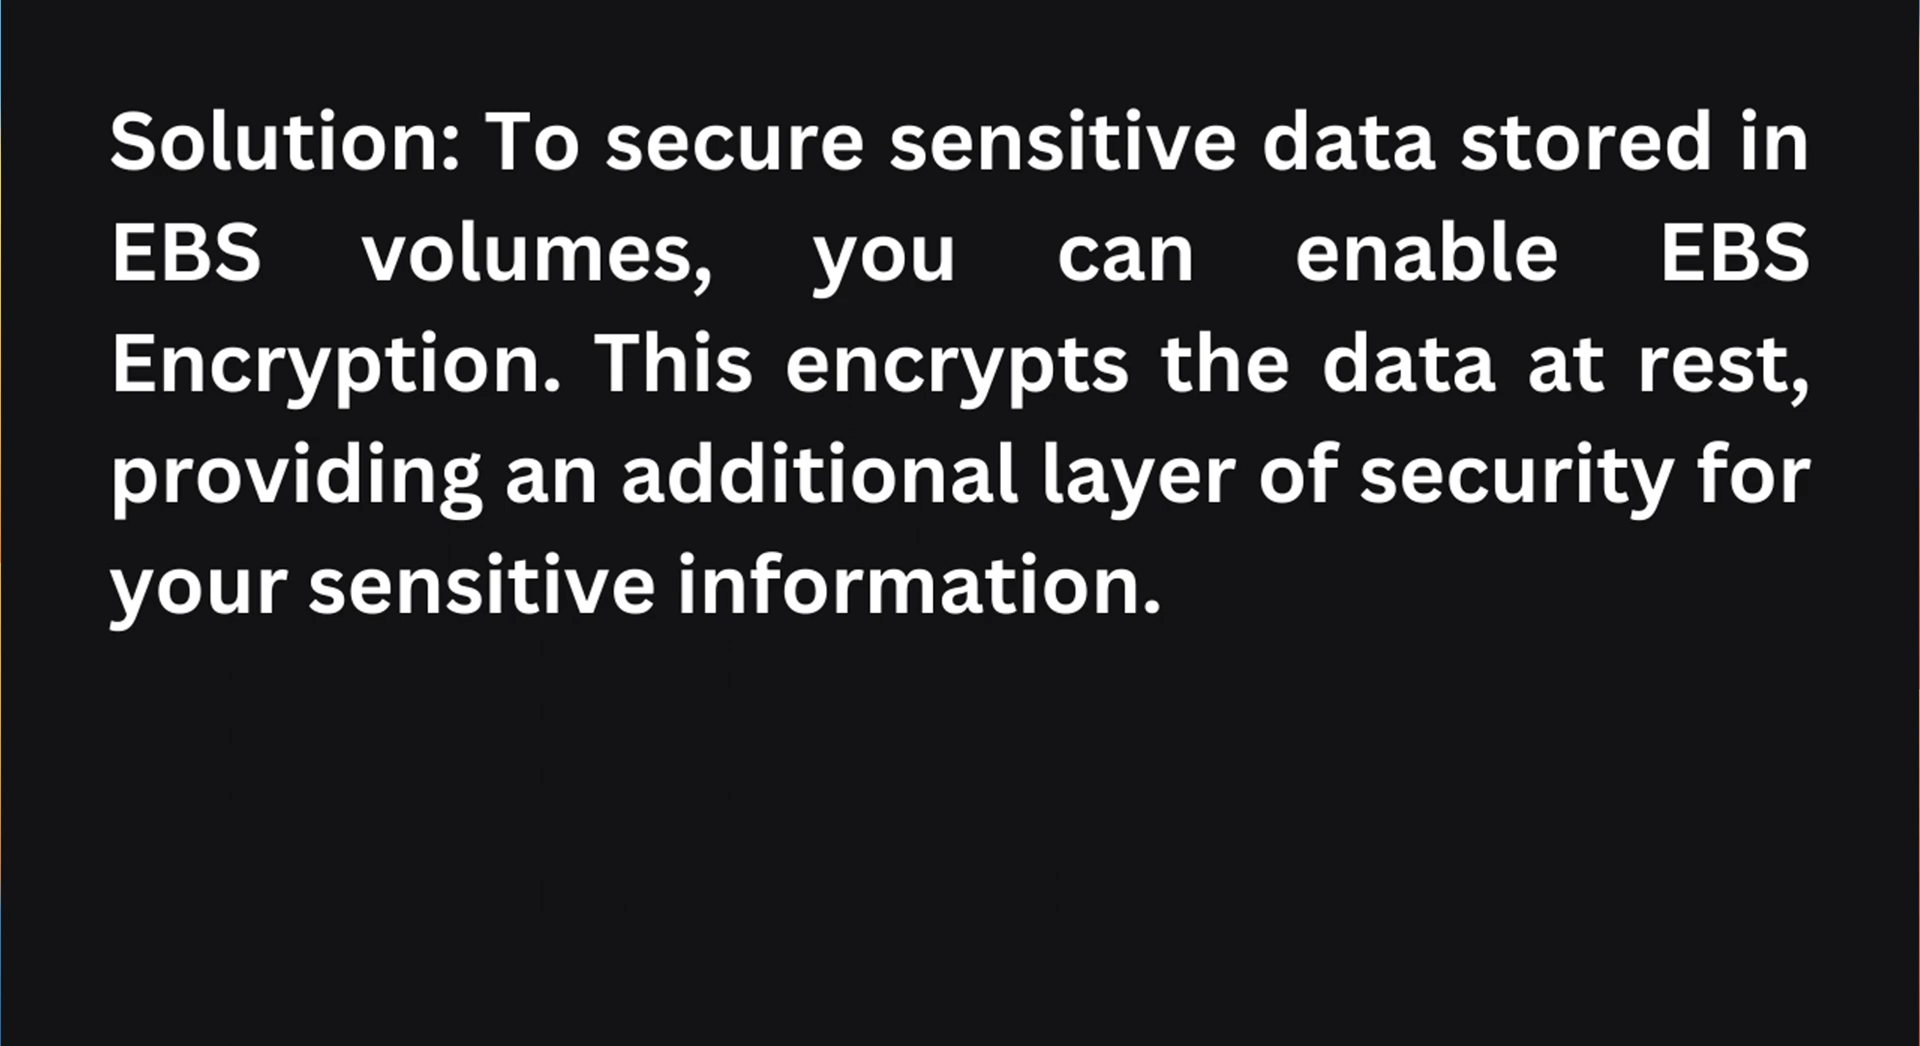 Solution: To secure sensitive data stored in
EBS volumes, you can enable EBS
Encryption. This encrypts the data at rest,
providing an additional layer of security for
your sensitive information.